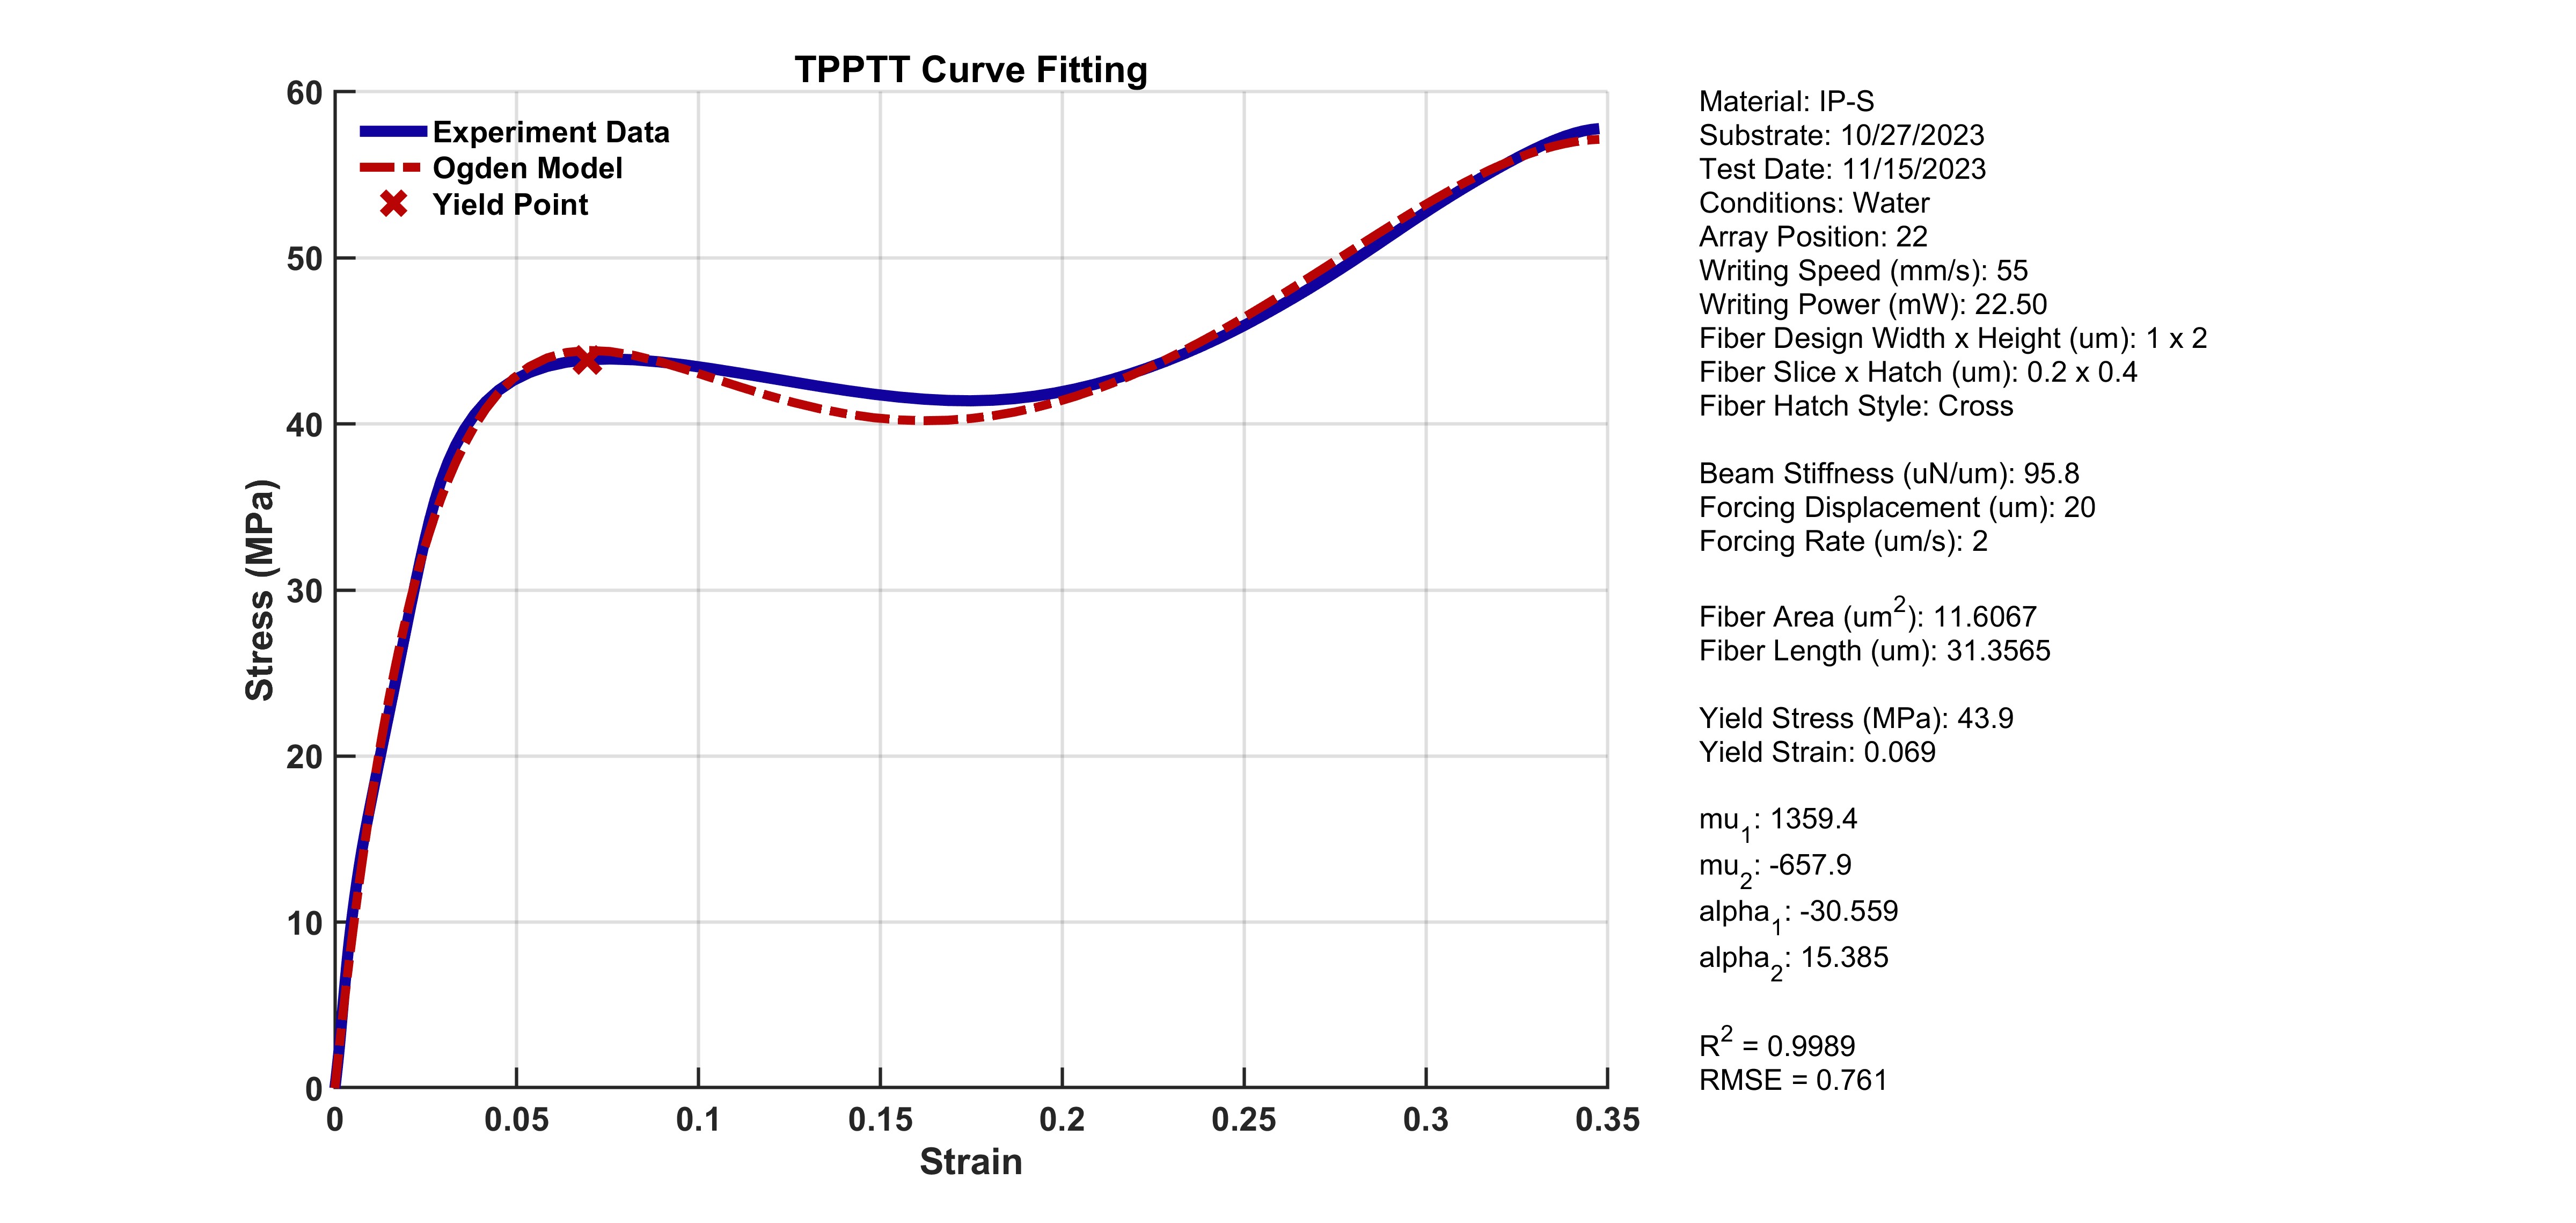 TPPTT Curve Fitting
60
50
40
30
20
10
0
Stress (MPa)
Experiment Data
Ogden Model
Yield Point
0
0.05
0.1
0.15
0.2
0.25
0.3
0.35
Strain
Material: IP-S
Substrate: 10/27/2023
Test Date: 11/15/2023
Conditions: Water
Array Position: 22
Writing Speed (mm/s): 55
Writing Power (mW): 22.50
Fiber Design Width x Height (um): 1 x 2
Fiber Slice x Hatch (um): 0.2 x 0.4
Fiber Hatch Style: Cross
Beam Stiffness (uN/um): 95.8
Forcing Displacement (um): 20
Forcing Rate (um/s): 2
Fiber Area (um²): 11.6067
Fiber Length (um): 31.3565
Yield Stress (MPa): 43.9
Yield Strain: 0.069
mu₁: 1359.4
mu₂: -657.9
alpha₁: -30.559
alpha₂: 15.385
R² = 0.9989
RMSE = 0.761